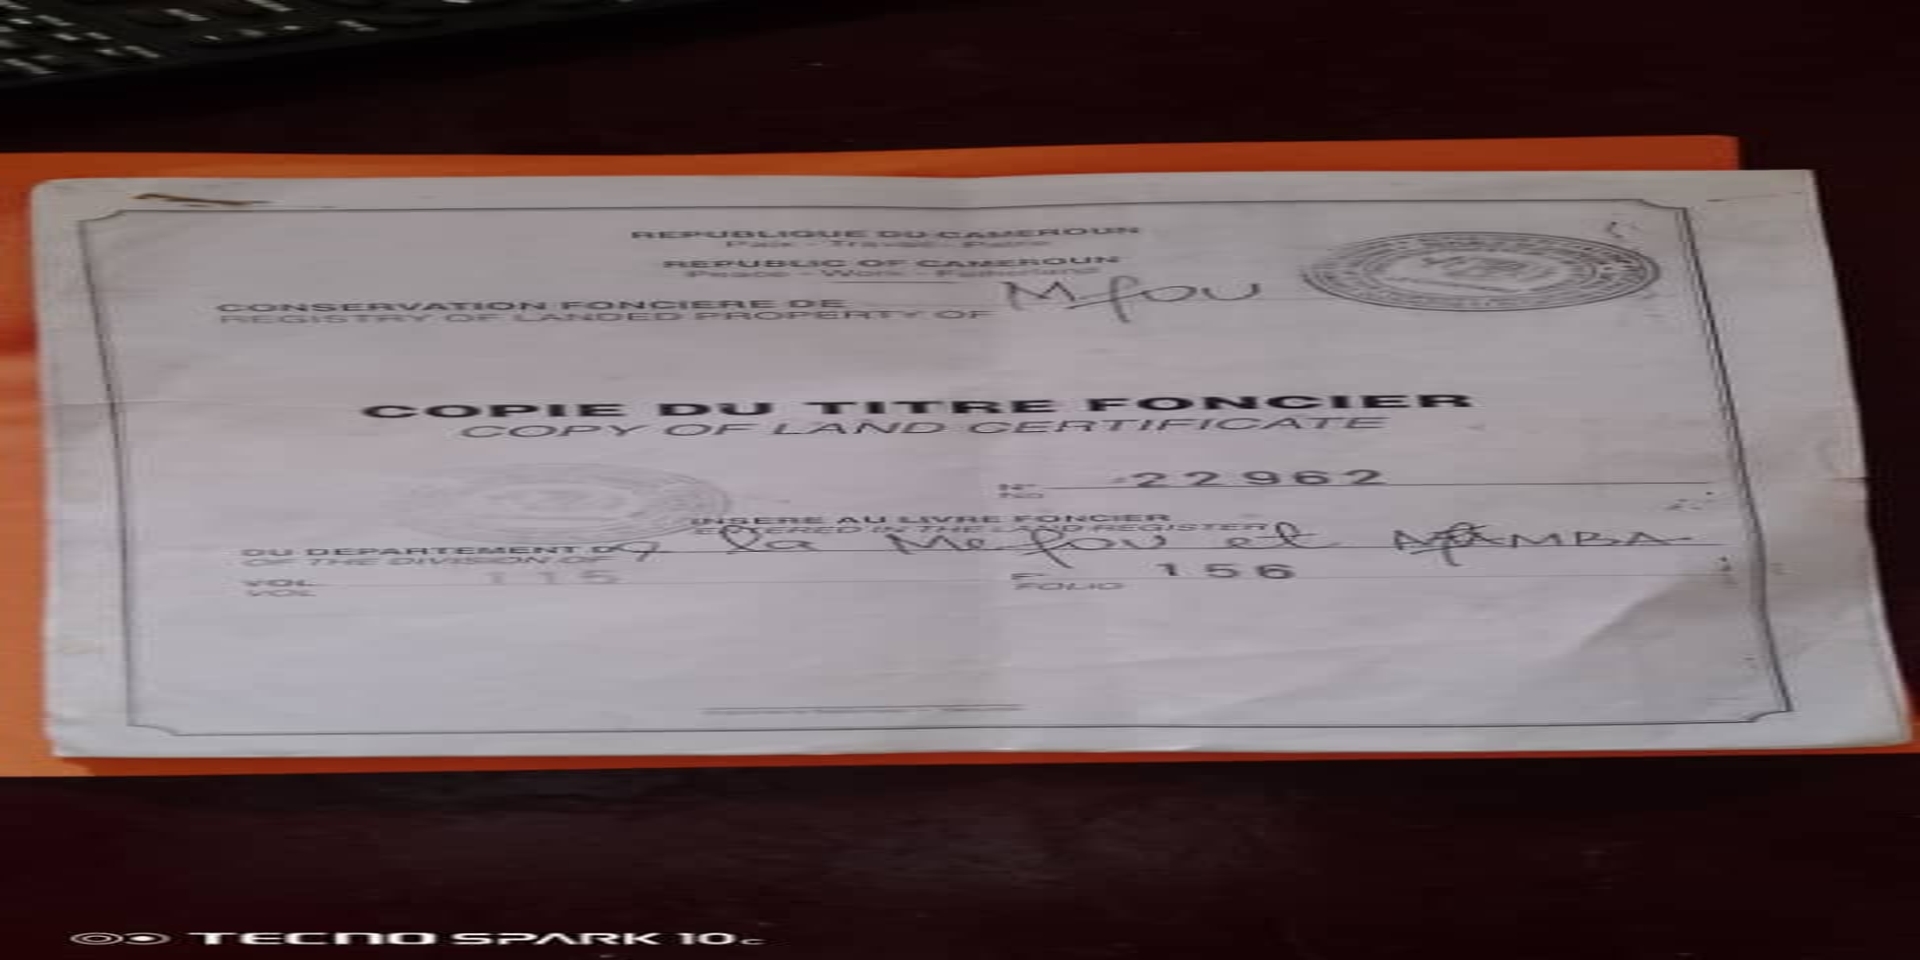 REPUBLIQUE DU CAMEROUN
Paix - Travail - Patrie
REPUBLIC OF CAMEROUN
Peace - Work - Fatherland
CONSERVATION FONCIERE DE Mfou
REGISTRY OF LANDED PROPERTY OF
COPIE DU TITRE FONCIER
COPY OF LAND CERTIFICATE
N° 22962
No
INSERE AU LIVRE FONCIER
ENTERED IN THE LAND REGISTER
DU DEPARTEMENT DE la Mefou et AFAMBA
OF THE DIVISION OF
VOL 115 F° 156
VOL FOLIO
TECNO SPARK 10C